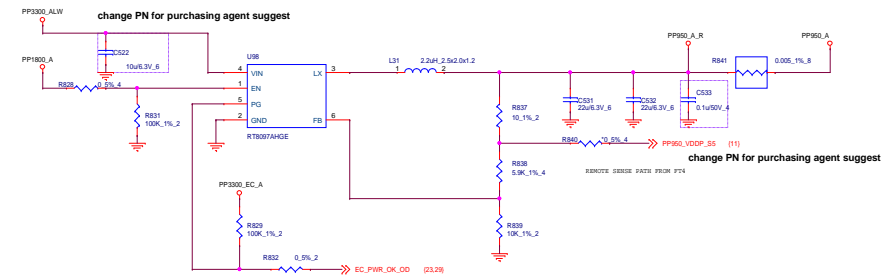 change PN for purchasing agent suggest
PP3300_ALW
PP950_A_R
PP950_A
C522
10u/6.3V_6
U98
L31
2.2uH_2.5x2.0x1.2
R841
0.005_1%_8
PP1800_A
4
VIN
LX
3
1
2
R828
0_5%_4
1
EN
5
PG
2
GND
FB
6
RT8097AHGE
R831
100K_1%_2
R837
10_1%_2
C531
22u/6.3V_6
C532
22u/6.3V_6
C533
0.1u/50V_4
R840
*0_5%_4
PP950_VDDP_S5
(11)
change PN for purchasing agent suggest
REMOTE SENSE PATH FROM FT4
R838
5.9K_1%_4
PP3300_EC_A
R829
100K_1%_2
R839
10K_1%_2
R832
0_5%_2
EC_PWR_OK_OD
(23,29)